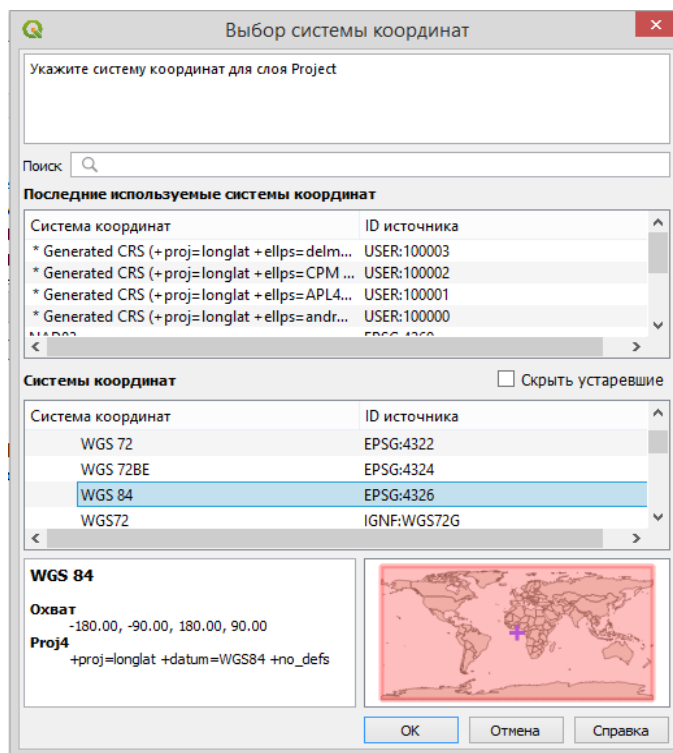 Выбор системы координат
Укажите систему координат для слоя Project
Поиск
Последние используемые системы координат
Система координат ID источника
* Generated CRS (+proj=longlat +ellps=delm... USER:100003
* Generated CRS (+proj=longlat +ellps=CPM ... USER:100002
* Generated CRS (+proj=longlat +ellps=APL4... USER:100001
* Generated CRS (+proj=longlat +ellps=andr... USER:100000
Системы координат Скрыть устаревшие
Система координат ID источника
WGS 72 EPSG:4322
WGS 72BE EPSG:4324
WGS 84 EPSG:4326
WGS72 IGNF:WGS72G
WGS 84
Охват
-180.00, -90.00, 180.00, 90.00
Proj4
+proj=longlat +datum=WGS84 +no_defs
OK Отмена Справка